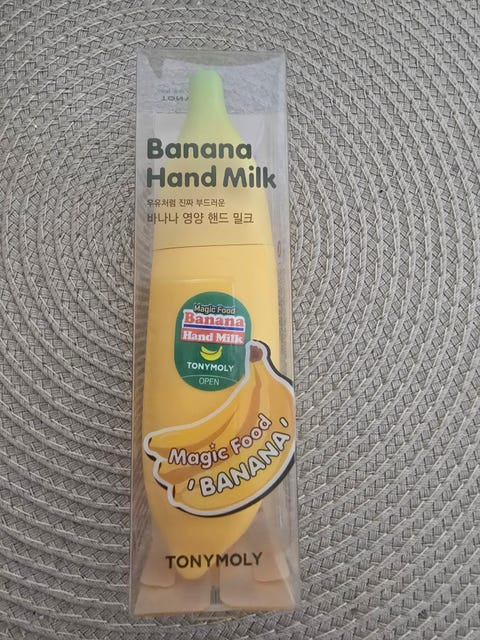 Banana
Hand Milk
우유처럼 진짜 부드러운
바나나 영양 핸드 밀크
Magic Food
Banana
Hand Milk
TONYMOLY
OPEN
Magic Food
'BANANA'
TONYMOLY